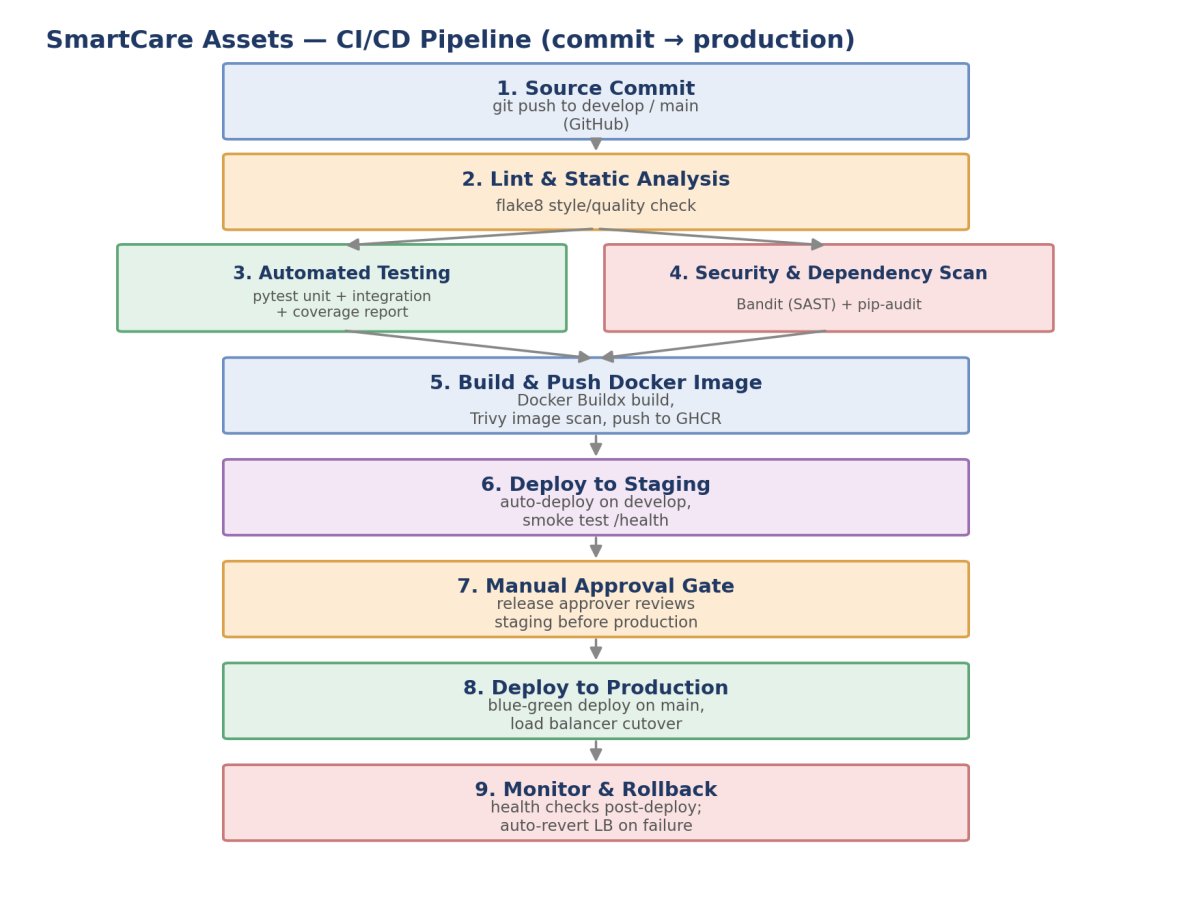 SmartCare Assets — CI/CD Pipeline (commit → production)
1. Source Commit
git push to develop / main
(GitHub)
2. Lint & Static Analysis
flake8 style/quality check
3. Automated Testing
pytest unit + integration
+ coverage report
4. Security & Dependency Scan
Bandit (SAST) + pip-audit
5. Build & Push Docker Image
Docker Buildx build,
Trivy image scan, push to GHCR
6. Deploy to Staging
auto-deploy on develop,
smoke test /health
7. Manual Approval Gate
release approver reviews
staging before production
8. Deploy to Production
blue-green deploy on main,
load balancer cutover
9. Monitor & Rollback
health checks post-deploy;
auto-revert LB on failure